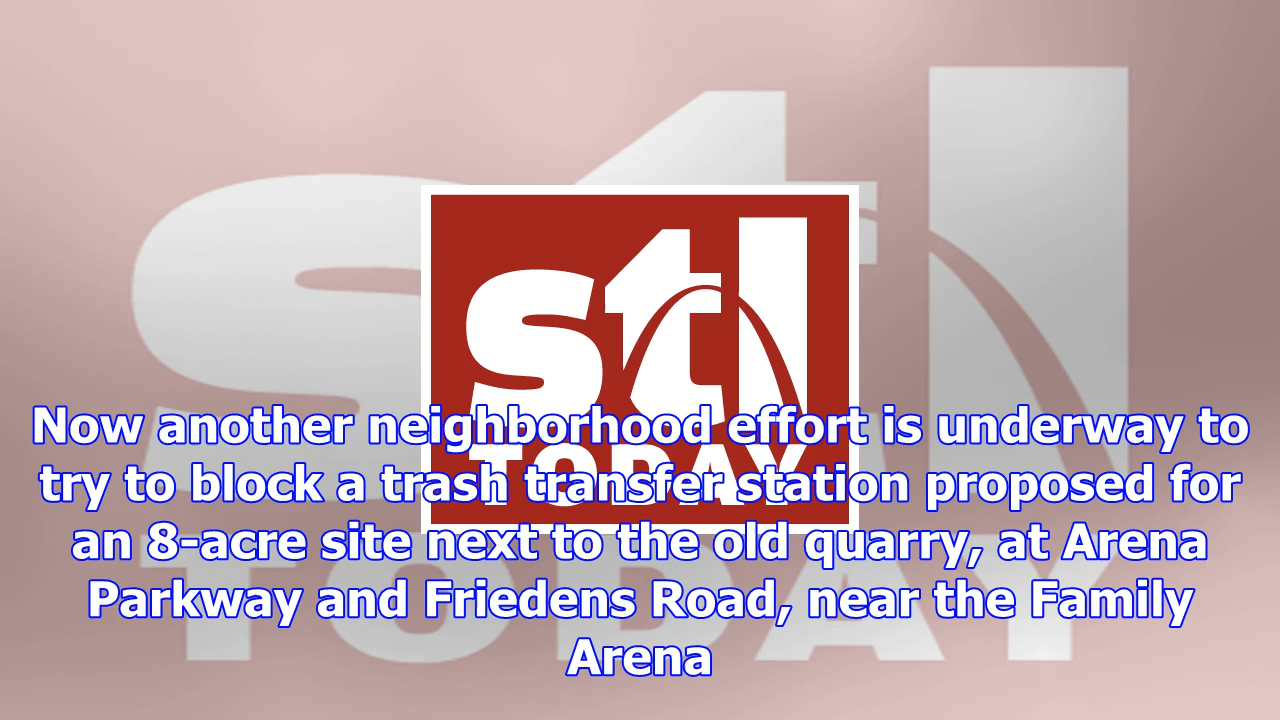 stl
TODAY
Now another neighborhood effort is underway to
try to block a trash transfer station proposed for
an 8-acre site next to the old quarry, at Arena
Parkway and Friedens Road, near the Family
Arena